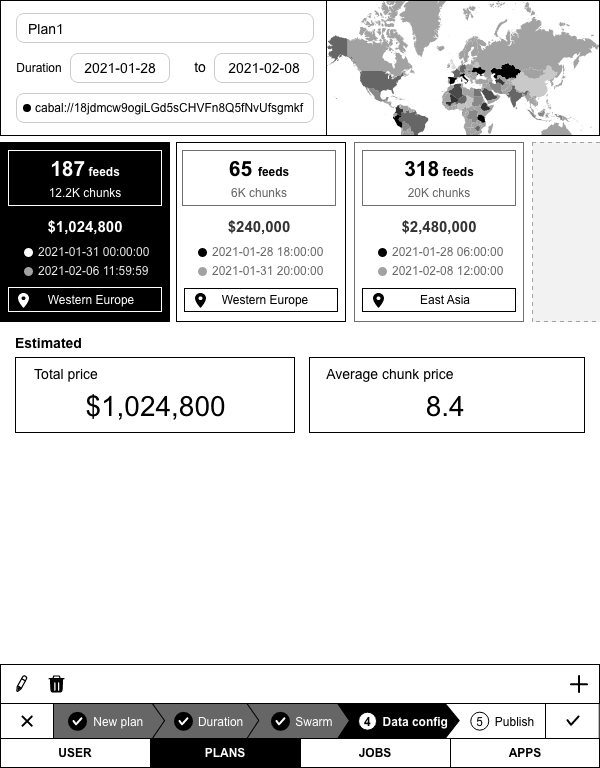 Plan1
Duration 2021-01-28 to 2021-02-08
cabal://18jdmcw9ogiLGd5sCHVFn8Q5fNvUfsgmkf
187 feeds
12.2K chunks
$1,024,800
2021-01-31 00:00:00
2021-02-06 11:59:59
Western Europe
65 feeds
6K chunks
$240,000
2021-01-28 18:00:00
2021-01-31 20:00:00
Western Europe
318 feeds
20K chunks
$2,480,000
2021-01-28 06:00:00
2021-02-08 12:00:00
East Asia
Estimated
Total price
$1,024,800
Average chunk price
8.4
New plan Duration Swarm 4 Data config 5 Publish
USER PLANS JOBS APPS